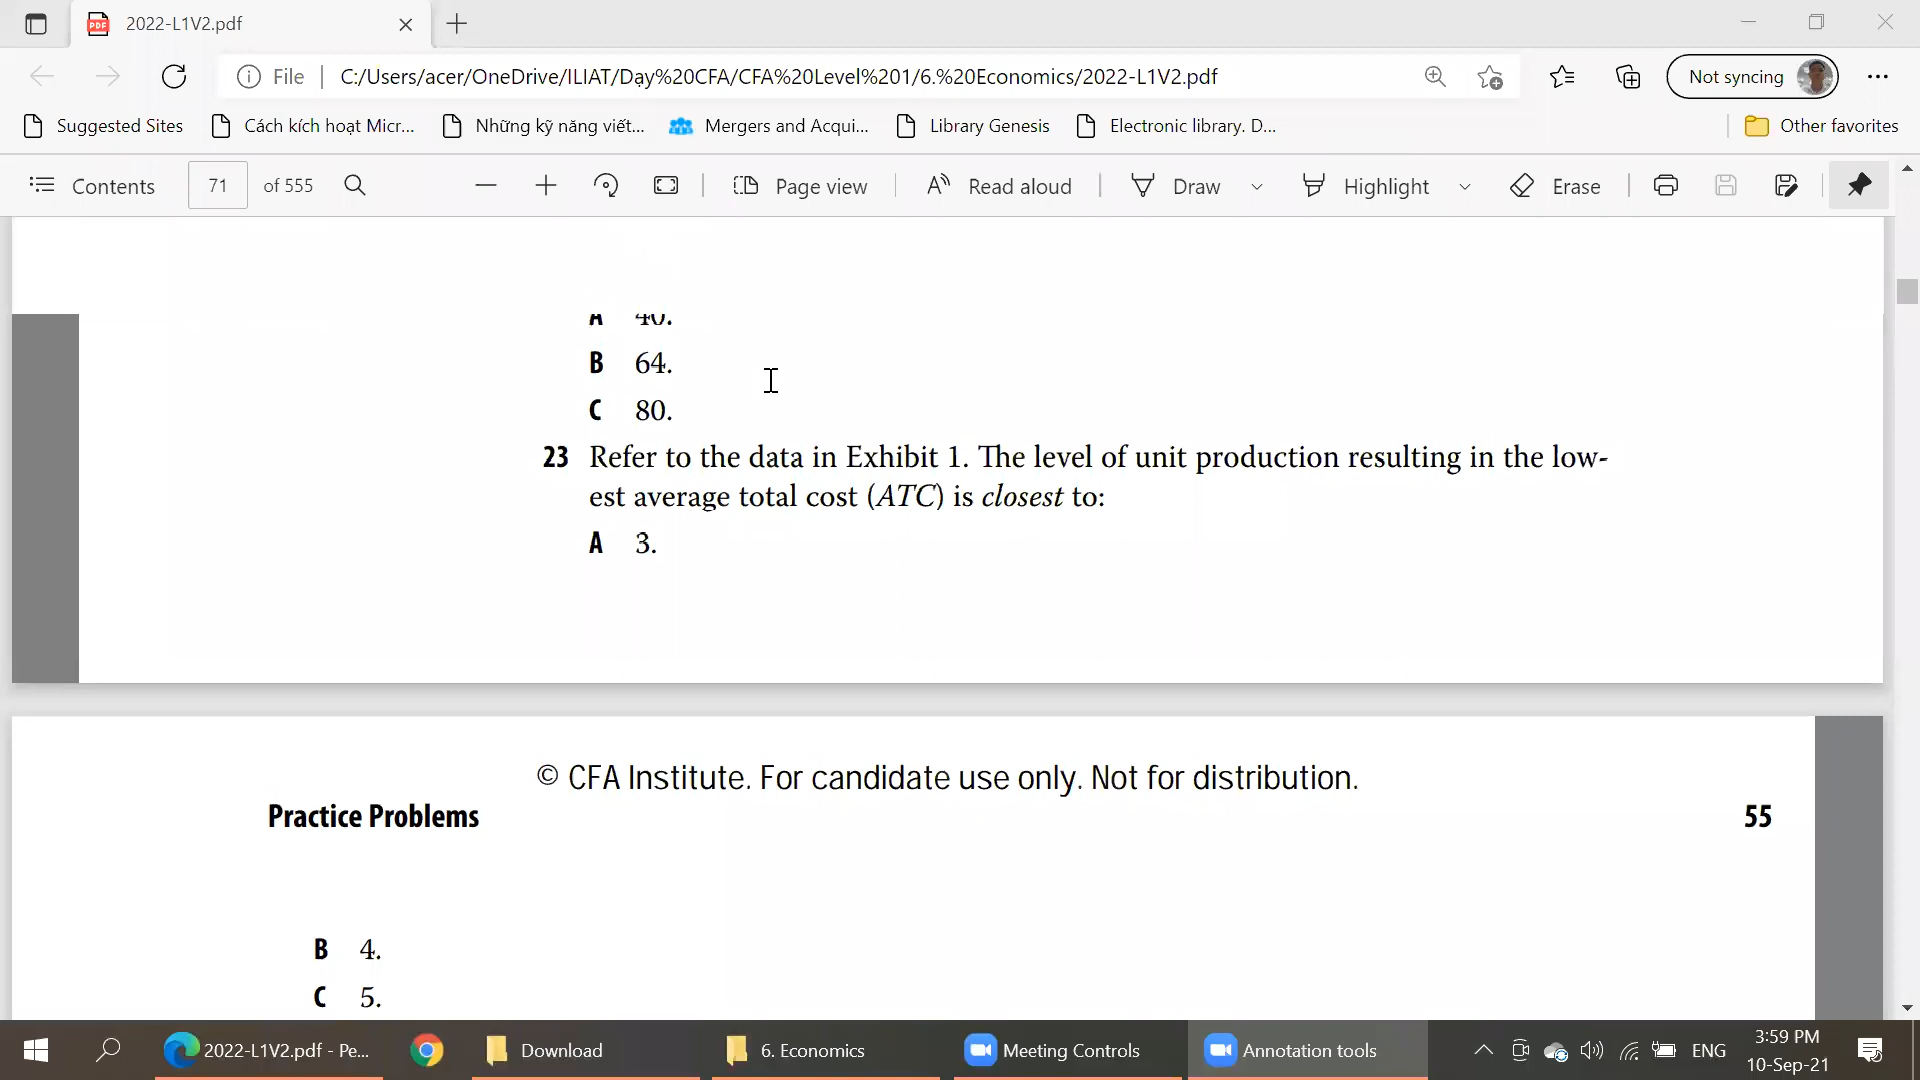 2022-L1V2.pdf
File
C:/Users/acer/OneDrive/ILIAT/Dạy%20CFA/CFA%20Level%201/6.%20Economics/2022-L1V2.pdf
Not syncing
Suggested Sites
Cách kích hoạt Micr...
Những kỹ năng viết...
Mergers and Acqui...
Library Genesis
Electronic library. D...
Other favorites
Contents
71
of 555
Page view
Read aloud
Draw
Highlight
Erase
A 40.
B 64.
C 80.
23 Refer to the data in Exhibit 1. The level of unit production resulting in the low-
est average total cost (ATC) is closest to:
A 3.
© CFA Institute. For candidate use only. Not for distribution.
Practice Problems 55
B 4.
C 5.
2022-L1V2.pdf - Pe...
Download
6. Economics
Meeting Controls
Annotation tools
ENG
3:59 PM
10-Sep-21